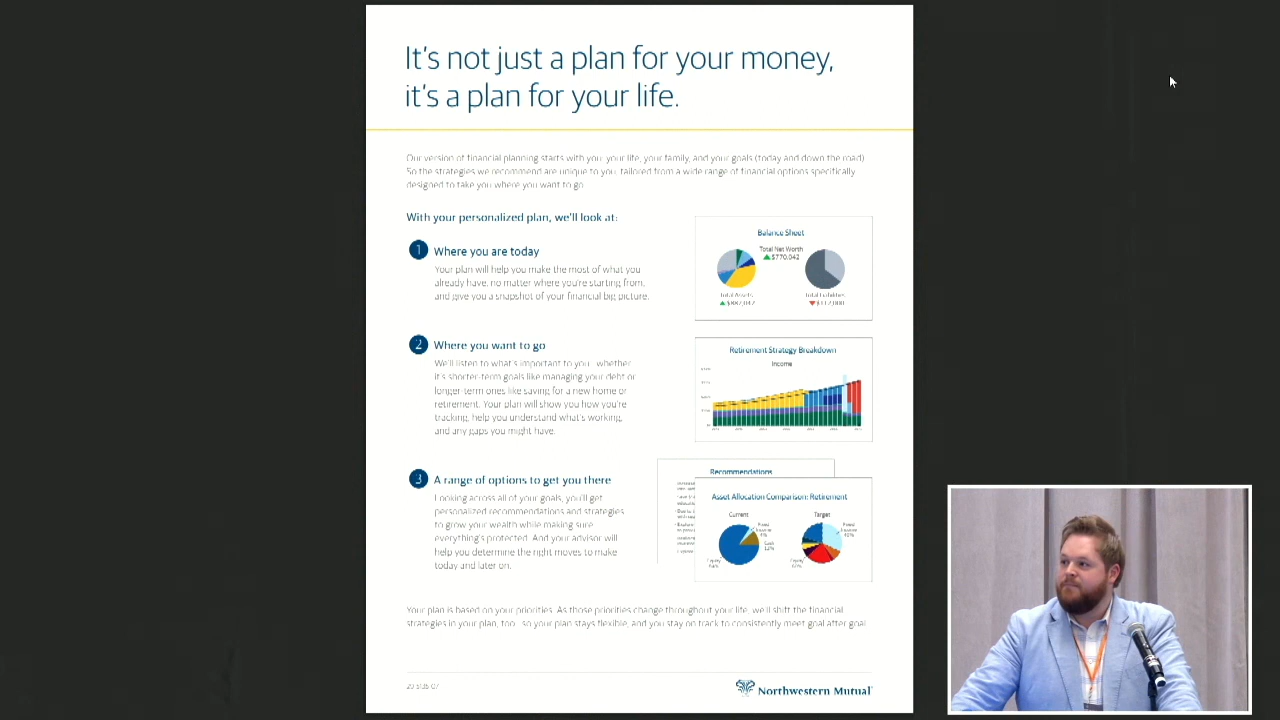 It's not just a plan for your money,
it's a plan for your life.
Our version of financial planning starts with you: your life, your family, and your goals (today and down the road).
So the strategies we recommend are unique to you, tailored from a wide range of financial options specifically
designed to take you where you want to go.
With your personalized plan, we'll look at:
1 Where you are today
Your plan will help you make the most of what you
already have, no matter where you're starting from,
and give you a snapshot of your financial big picture.
Balance Sheet
Total Net Worth
$770,042
Total Assets
Total Liabilities
2 Where you want to go
We'll listen to what's important to you whether
it's shorter-term goals like managing your debt or
longer-term ones like saving for a new home or
retirement. Your plan will show you how you're
tracking, help you understand what's working,
and any gaps you might have.
Retirement Strategy Breakdown
Income
3 A range of options to get you there
Looking across all of your goals, you'll get
personalized recommendations and strategies
to grow your wealth while making sure
everything's protected. And your advisor will
help you determine the right moves to make
today and later on.
Recommendations
Asset Allocation Comparison: Retirement
Current
Target
Fixed
Income
Cash
Equity
Fixed
Income
Equity
Your plan is based on your priorities. As those priorities change throughout your life, we'll shift the financial
strategies in your plan, too so your plan stays flexible, and you stay on track to consistently meet goal after goal.
Northwestern Mutual